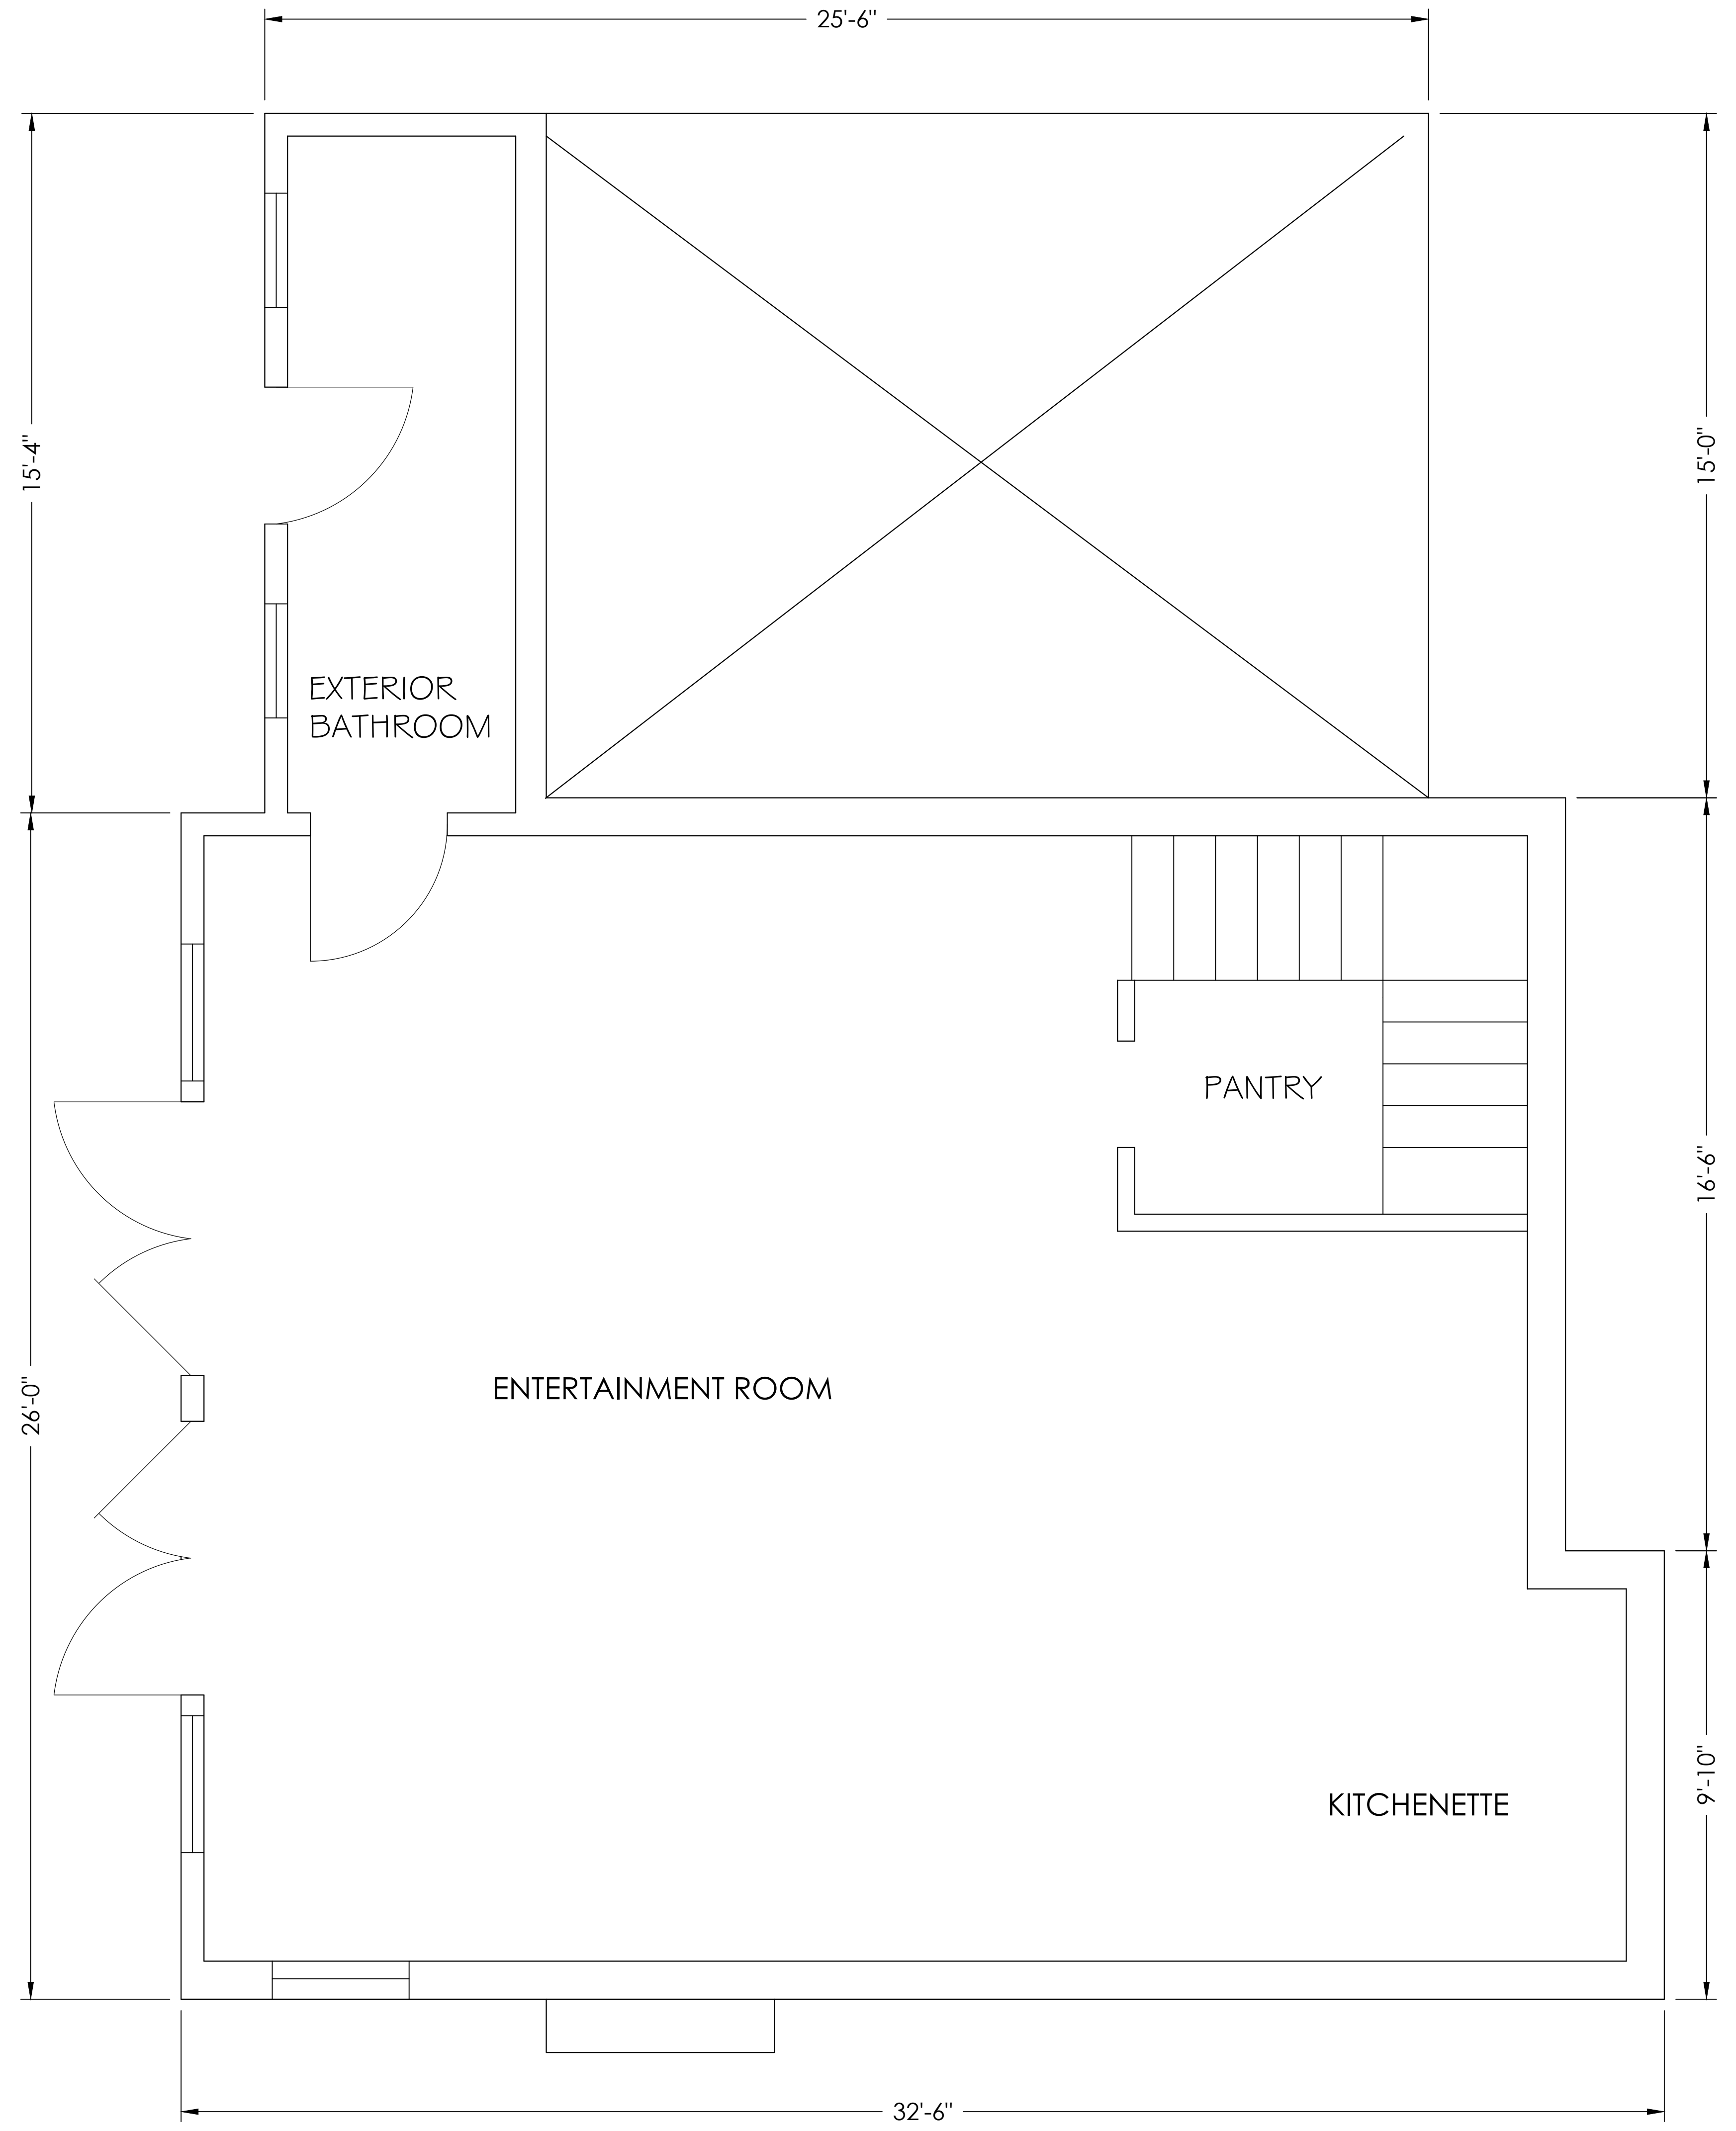 25'-6"
15'-4"
15'-0"
EXTERIOR
BATHROOM
PANTRY
16'-6"
ENTERTAINMENT ROOM
26'-0"
9'-10"
KITCHENETTE
32'-6"